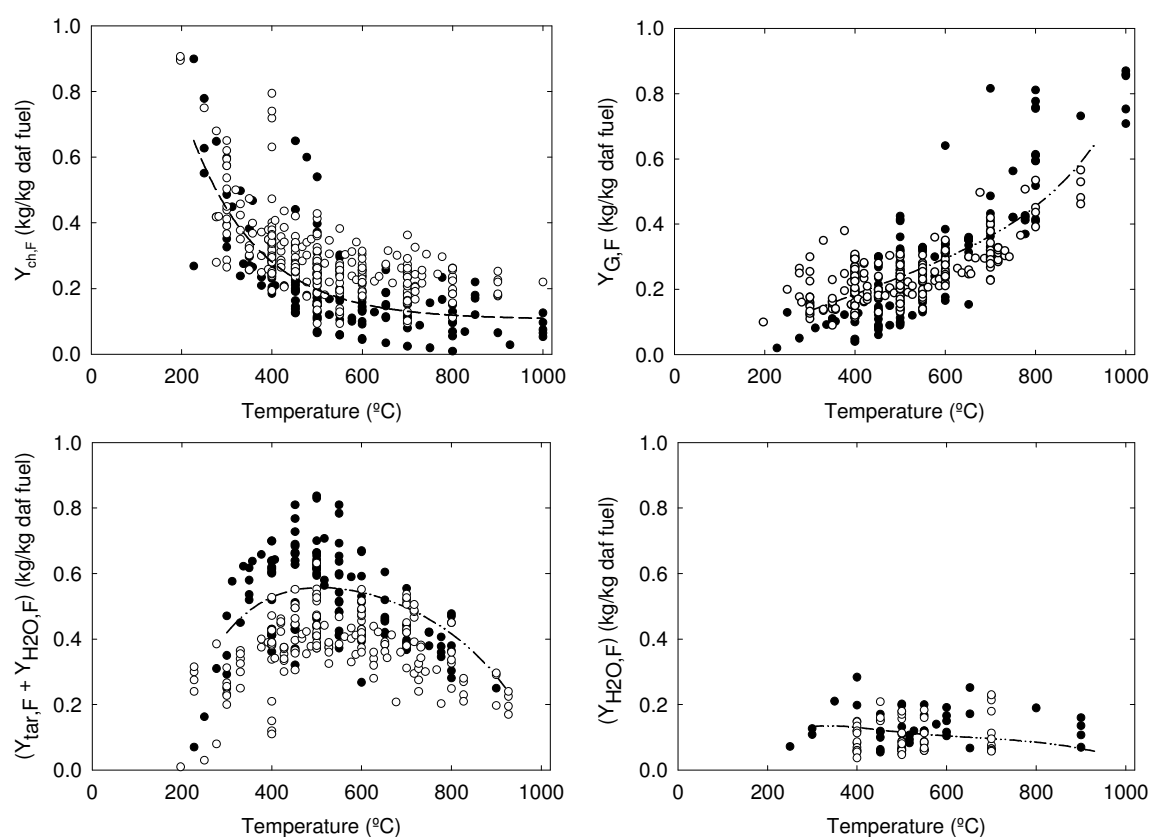 1.0
0.8
0.6
0.4
0.2
0.0
0 200 400 600 800 1000
Temperature (ºC)
Y_ch,F (kg/kg daf fuel)
1.0
0.8
0.6
0.4
0.2
0.0
0 200 400 600 800 1000
Temperature (ºC)
Y_G,F (kg/kg daf fuel)
1.0
0.8
0.6
0.4
0.2
0.0
0 200 400 600 800 1000
Temperature (ºC)
(Y_tar,F + Y_H2O,F) (kg/kg daf fuel)
1.0
0.8
0.6
0.4
0.2
0.0
0 200 400 600 800 1000
Temperature (ºC)
(Y_H2O,F) (kg/kg daf fuel)